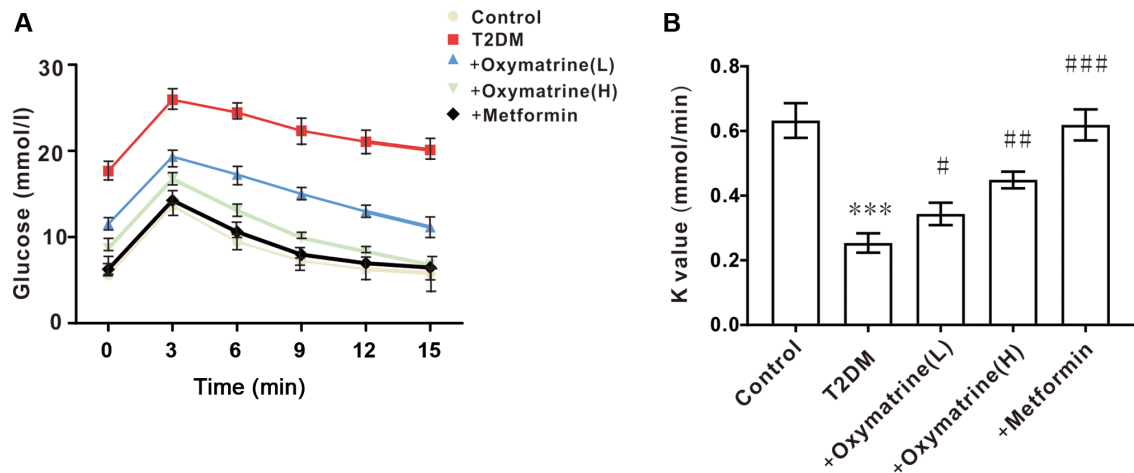 A
Control
T2DM
+Oxymatrine(L)
+Oxymatrine(H)
+Metformin
Glucose (mmol/l)
30
20
10
0
0 3 6 9 12 15
Time (min)
B
K value (mmol/min)
0.8
0.6
0.4
0.2
0.0
***
#
##
###
Control
T2DM
+Oxymatrine(L)
+Oxymatrine(H)
+Metformin